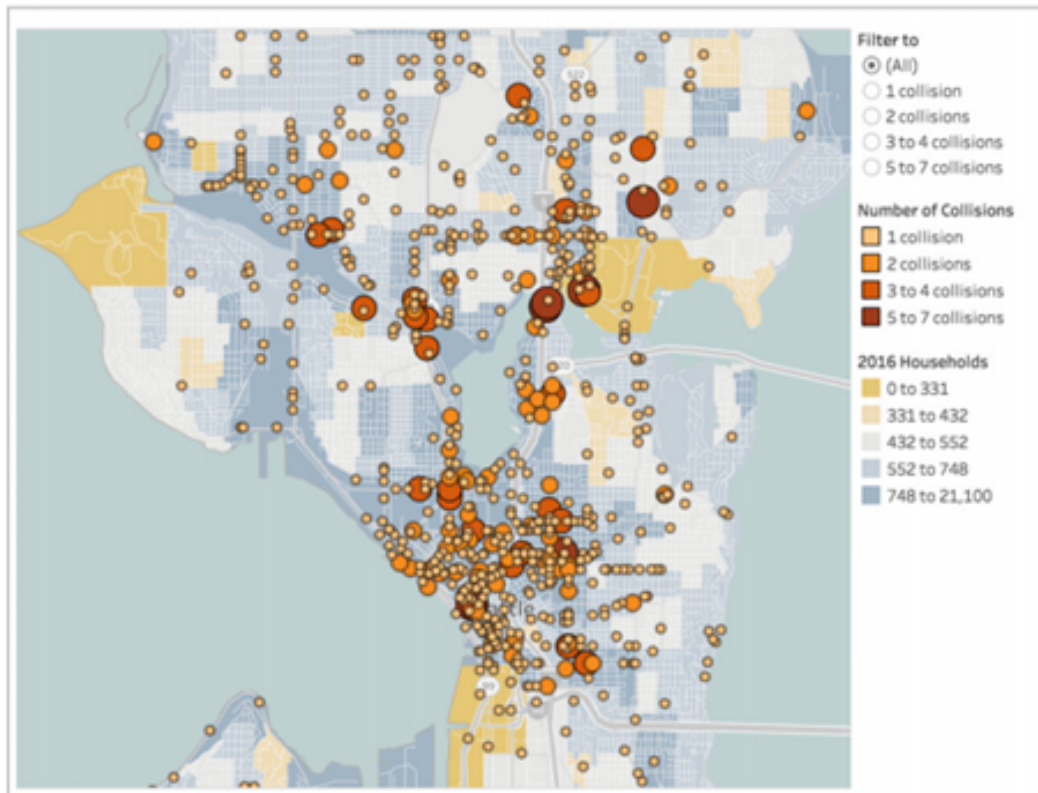 522
Filter to
(All)
1 collision
2 collisions
3 to 4 collisions
5 to 7 collisions
Number of Collisions
1 collision
2 collisions
3 to 4 collisions
5 to 7 collisions
2016 Households
0 to 331
331 to 432
432 to 552
552 to 748
748 to 21,100
99